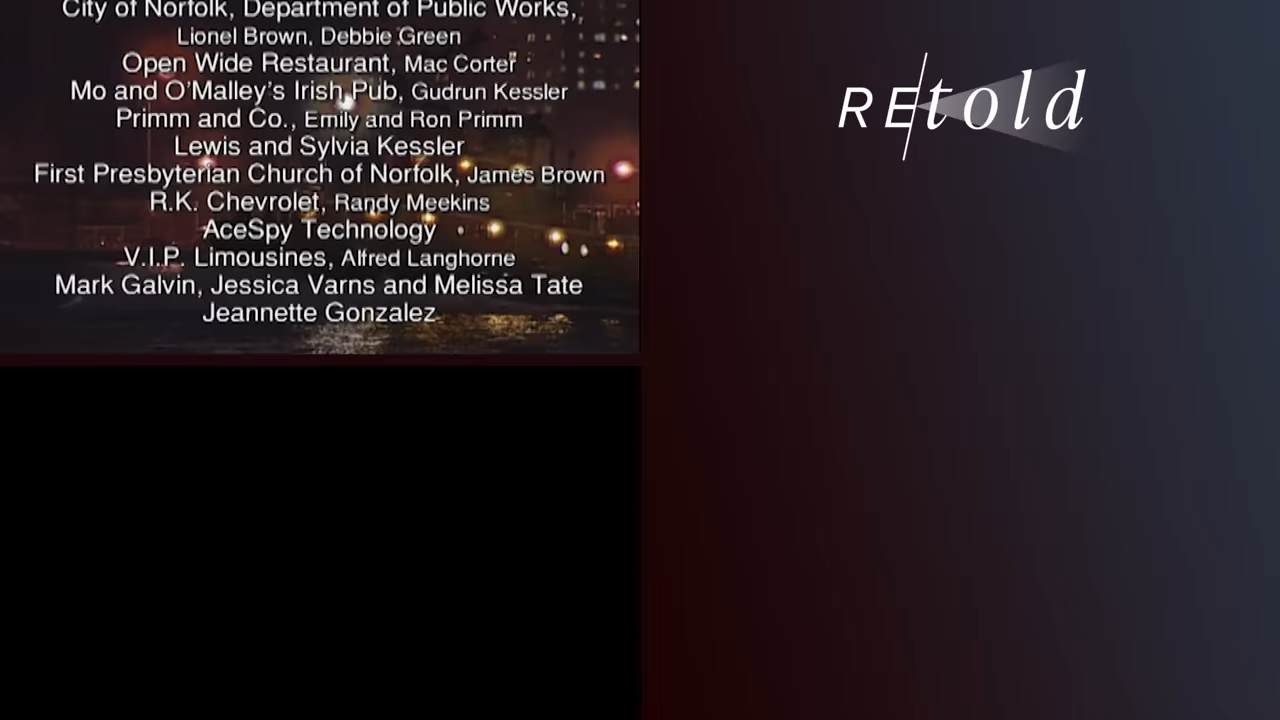 City of Norfolk, Department of Public Works,
Lionel Brown, Debbie Green
Open Wide Restaurant, Mac Corter
Mo and O'Malley's Irish Pub, Gudrun Kessler
Primm and Co., Emily and Ron Primm
Lewis and Sylvia Kessler
First Presbyterian Church of Norfolk, James Brown
R.K. Chevrolet, Randy Meekins
AceSpy Technology
V.I.P. Limousines, Alfred Langhorne
Mark Galvin, Jessica Varns and Melissa Tate
Jeannette Gonzalez
REtold